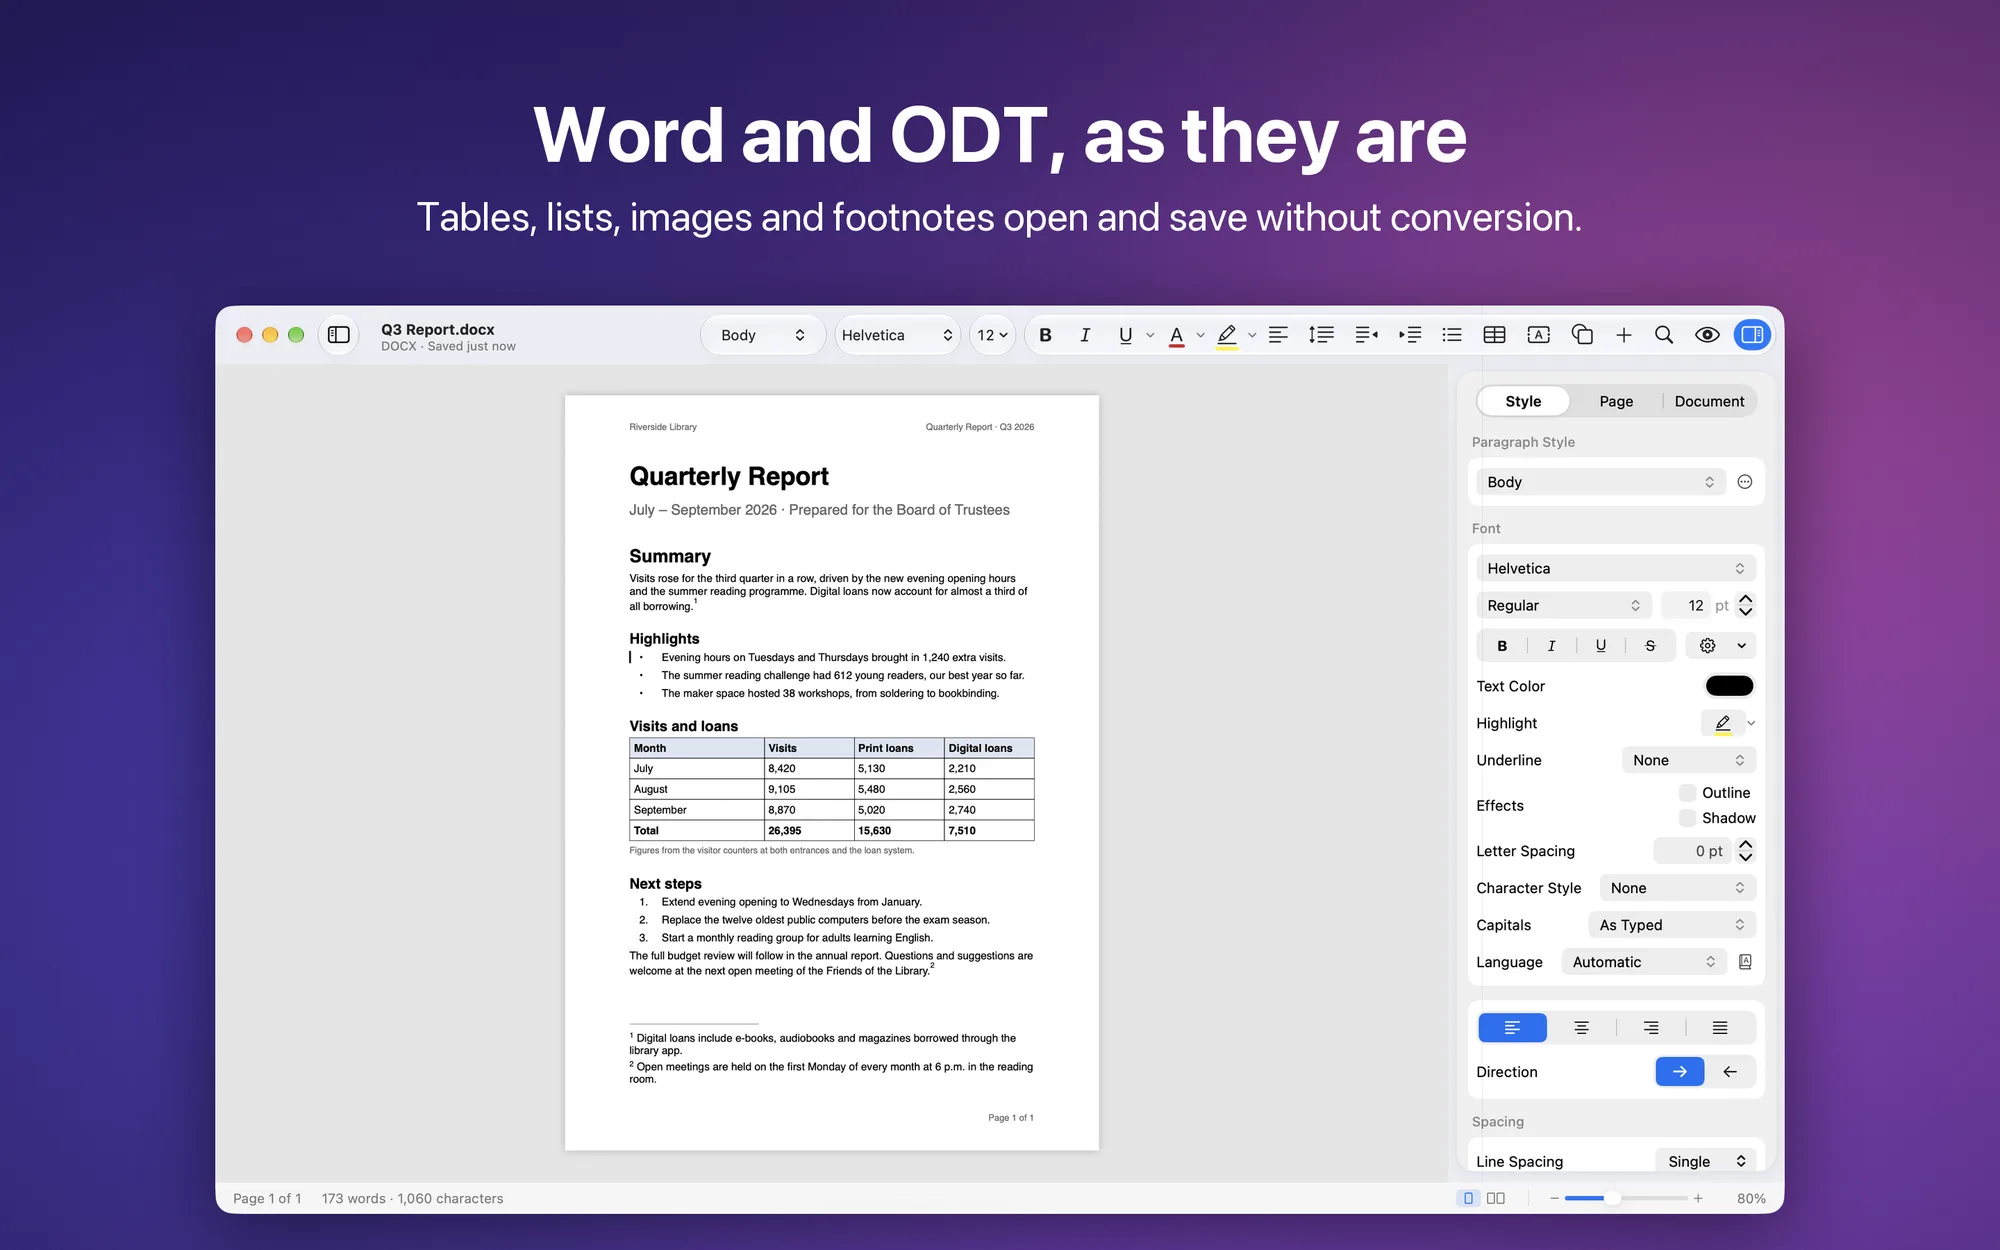 Word and ODT, as they are
Tables, lists, images and footnotes open and save without conversion.
Q3 Report.docx
DOCX · Saved just now
Body
Helvetica
12
B I U A
A
Style Page Document
Riverside Library Quarterly Report · Q3 2026
Quarterly Report
July – September 2026 · Prepared for the Board of Trustees
Summary
Visits rose for the third quarter in a row, driven by the new evening opening hours
and the summer reading programme. Digital loans now account for almost a third of
all borrowing.1
Highlights
• Evening hours on Tuesdays and Thursdays brought in 1,240 extra visits.
• The summer reading challenge had 612 young readers, our best year so far.
• The maker space hosted 38 workshops, from soldering to bookbinding.
Visits and loans
Month Visits Print loans Digital loans
July 8,420 5,130 2,210
August 9,105 5,480 2,560
September 8,870 5,020 2,740
Total 26,395 15,630 7,510
Figures from the visitor counters at both entrances and the loan system.
Next steps
1. Extend evening opening to Wednesdays from January.
2. Replace the twelve oldest public computers before the exam season.
3. Start a monthly reading group for adults learning English.
The full budget review will follow in the annual report. Questions and suggestions are
welcome at the next open meeting of the Friends of the Library.2
1 Digital loans include e-books, audiobooks and magazines borrowed through the
library app.
2 Open meetings are held on the first Monday of every month at 6 p.m. in the reading
room.
Page 1 of 1
Paragraph Style
Body
Font
Helvetica
Regular 12 pt
B I U S
Text Color
Highlight
Underline None
Effects Outline
Shadow
Letter Spacing 0 pt
Character Style None
Capitals As Typed
Language Automatic A
Direction
Spacing
Line Spacing Single
Page 1 of 1 173 words · 1,060 characters
80%